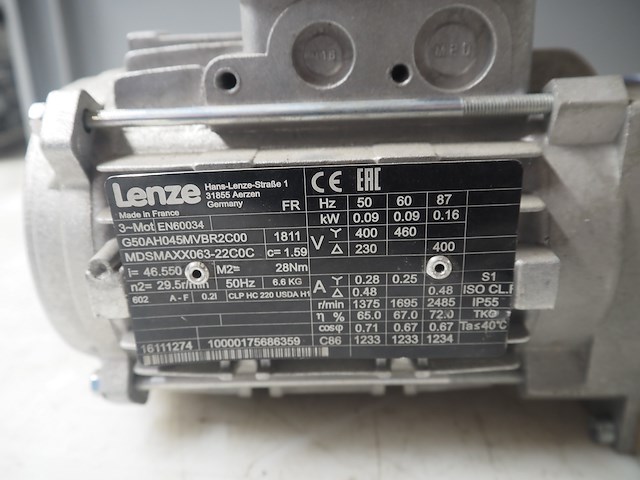 M16
M20
Lenze
Hans-Lenze-Straße 1
31855 Aerzen
Germany
Made in France
FR
3~Mot EN60034
G50AH045MVBR2C00 1811
MDSMAXX063-22C0C c= 1.59
i= 46.550 M2= 28Nm
n2= 29.5r/min 50Hz 6.6 KG
602 A - F 0.2l CLP HC 220 USDA H1
16111274 10000175686359
CE EAC
Hz 50 60 87
kW 0.09 0.09 0.16
V Y 400 460
Δ 230 400
A Y 0.28 0.25 S1
Δ 0.48 0.48 ISO CL.F
r/min 1375 1695 2485 IP55
η % 65.0 67.0 72.0 TKO
cosφ 0.71 0.67 0.67 Ta≤40°C
C86 1233 1233 1234